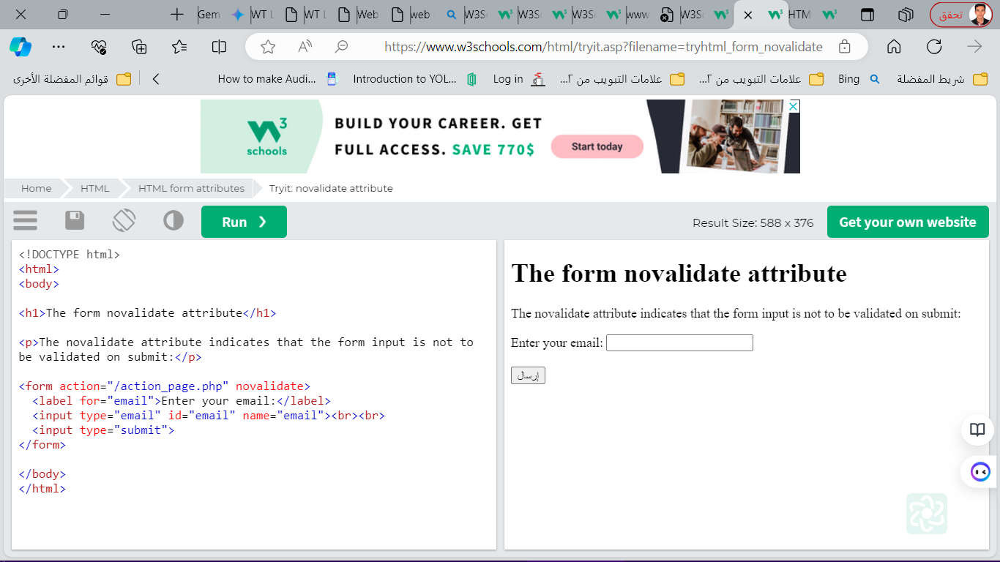 Gem
WT L
WT L
Web
web
W3S
W3S
W3S
www
W3S
HTM
تحقق
https://www.w3schools.com/html/tryit.asp?filename=tryhtml_form_novalidate
قوائم المفضلة الأخرى
How to make Audi...
Introduction to YOL...
Log in
علامات التبويب من ٢...
علامات التبويب من ٢...
Bing
شريط المفضلة
W3
schools
BUILD YOUR CAREER. GET
FULL ACCESS. SAVE 770$
Start today
Home
HTML
HTML form attributes
Tryit: novalidate attribute
Run ❯
Result Size: 588 x 376
Get your own website
<!DOCTYPE html>
<html>
<body>
<h1>The form novalidate attribute</h1>
<p>The novalidate attribute indicates that the form input is not to
be validated on submit:</p>
<form action="/action_page.php" novalidate>
<label for="email">Enter your email:</label>
<input type="email" id="email" name="email"><br><br>
<input type="submit">
</form>
</body>
</html>
The form novalidate attribute
The novalidate attribute indicates that the form input is not to be validated on submit:
Enter your email:
إرسال